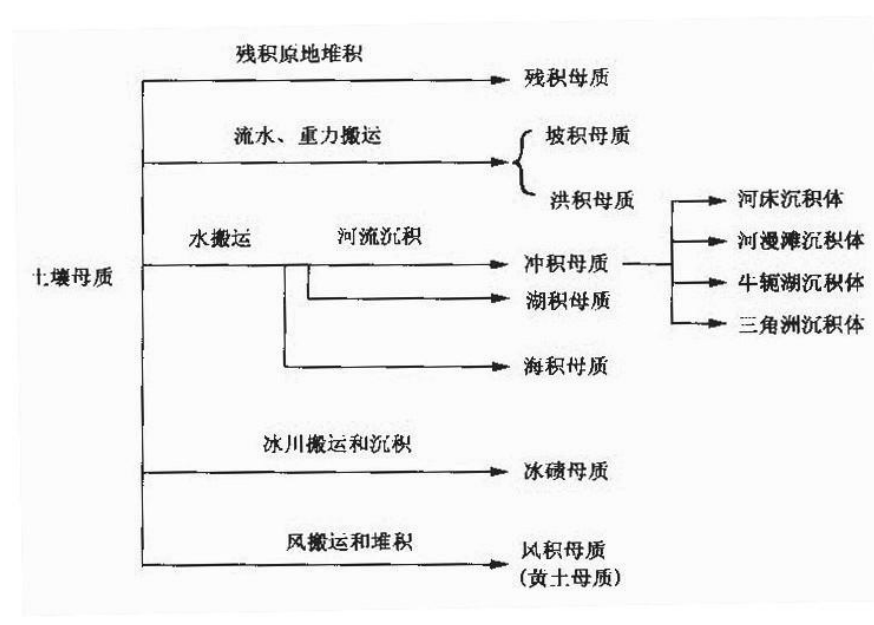 残积原地堆积
残积母质
流水、重力搬运
坡积母质
洪积母质
河床沉积体
水搬运
河流沉积
河漫滩沉积体
土壤母质
冲积母质
牛轭湖沉积体
湖积母质
三角洲沉积体
海积母质
冰川搬运和沉积
冰碛母质
风搬运和堆积
风积母质
(黄土母质)